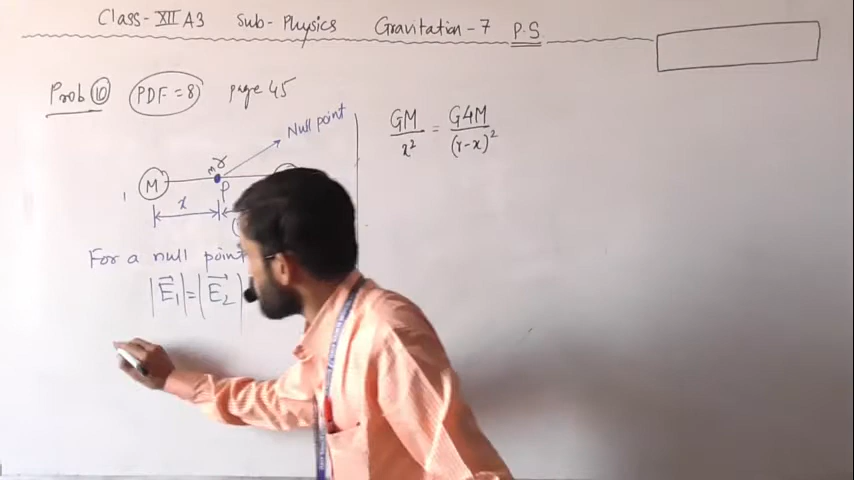 Class-XII A3 Sub-Physics Gravitation-7 P.S
Prob 10 PDF = 8 page 45
Null point
m r
M
P
x
For a null point
|E₁|=|E₂|
GM/x² = G4M/(r-x)²